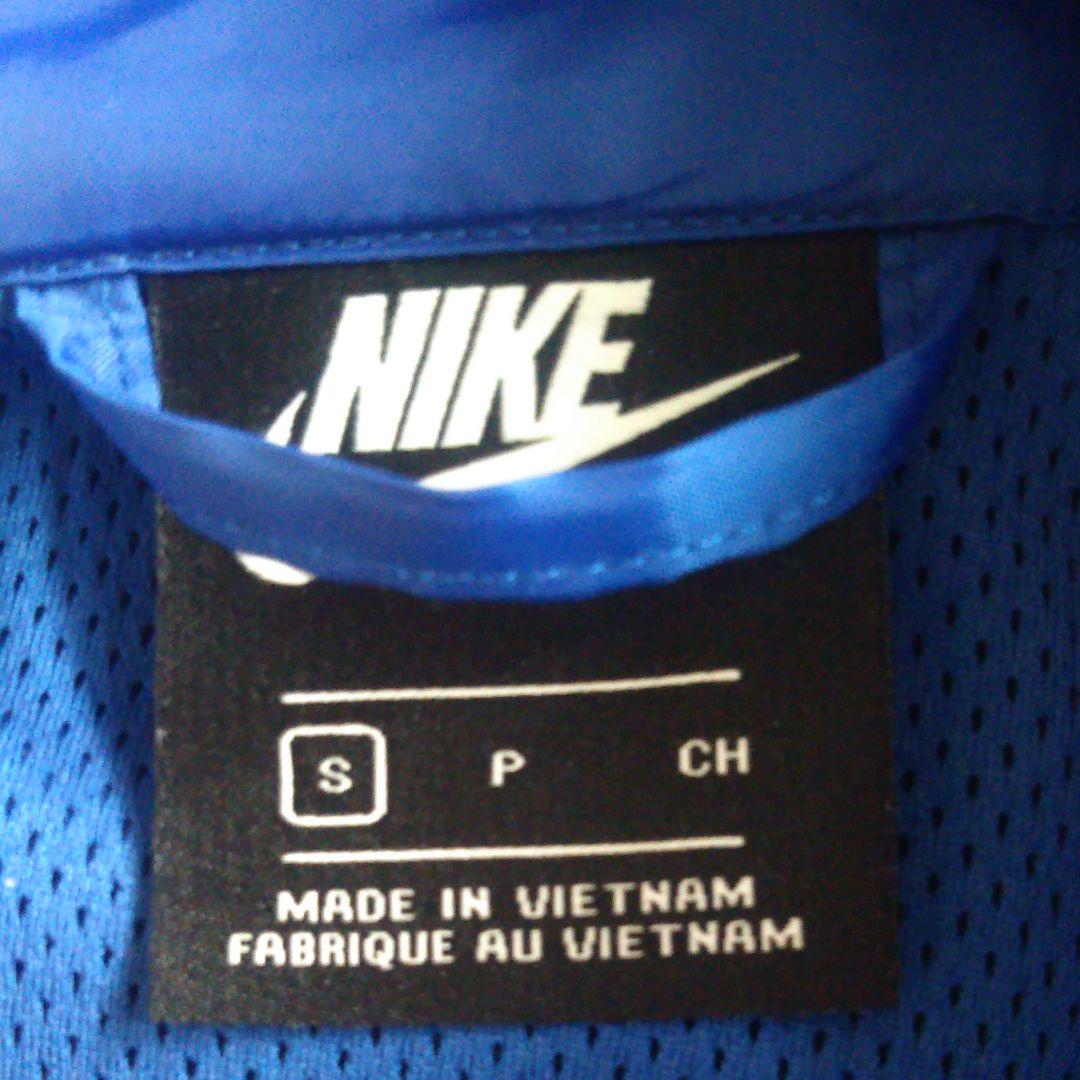 NIKE
S P CH
MADE IN VIETNAM
FABRIQUE AU VIETNAM